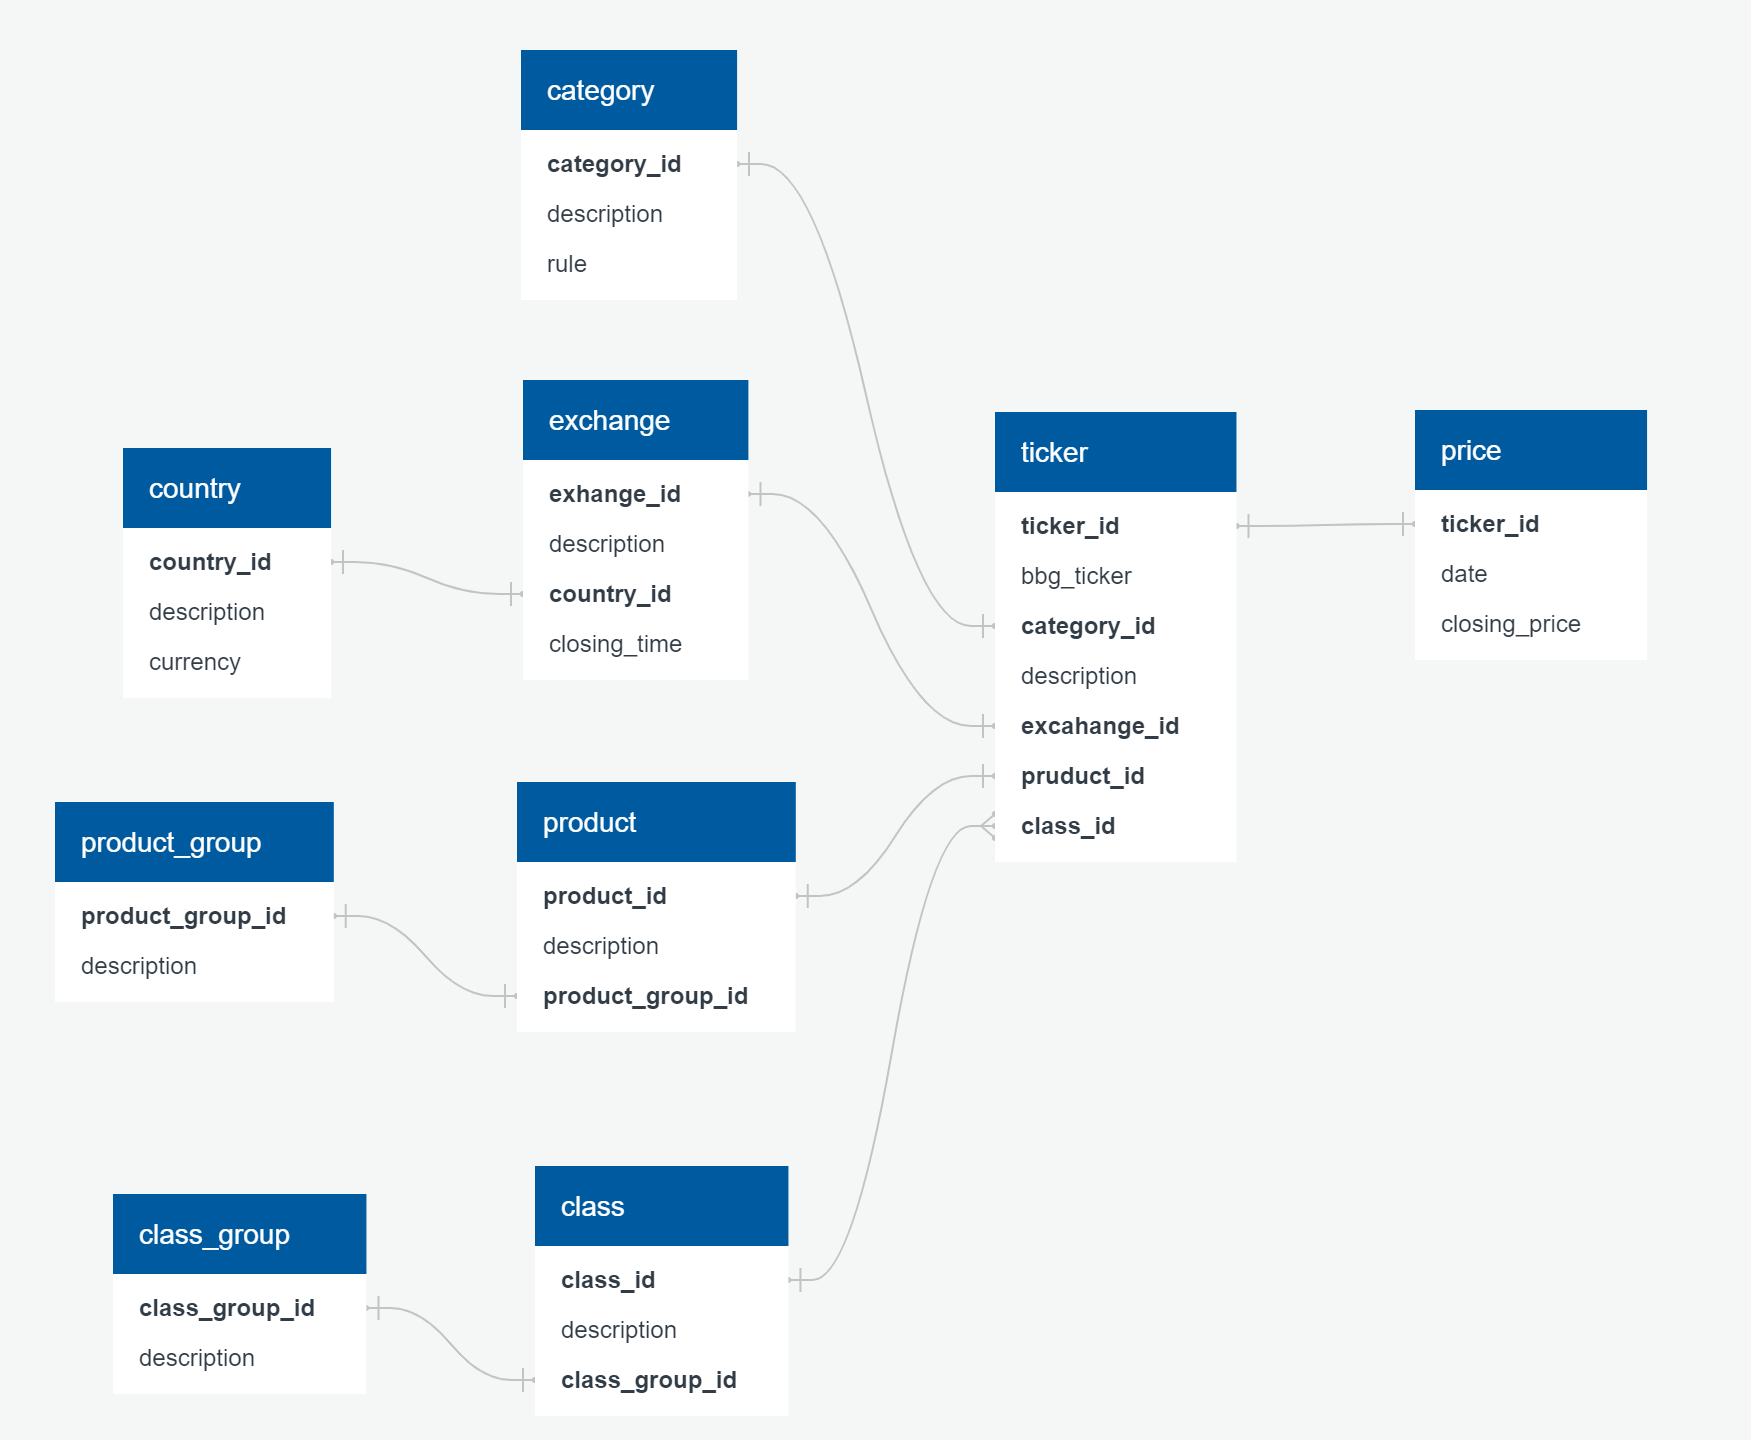 category
category_id
description
rule
exchange
exhange_id
description
country_id
closing_time
country
country_id
description
currency
ticker
ticker_id
bbg_ticker
category_id
description
excahange_id
pruduct_id
class_id
price
ticker_id
date
closing_price
product_group
product_group_id
description
product
product_id
description
product_group_id
class_group
class_group_id
description
class
class_id
description
class_group_id